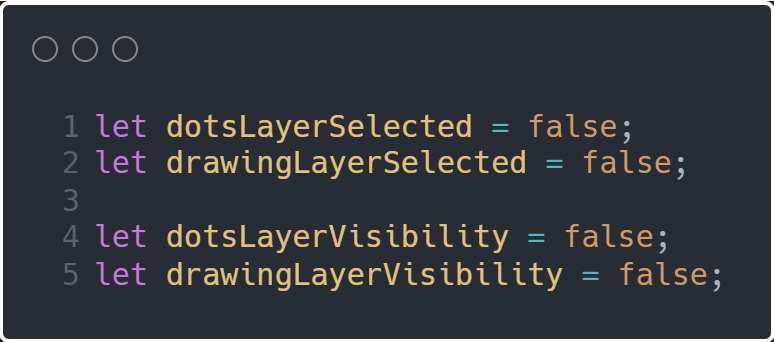 1 let dotsLayerSelected = false;
2 let drawingLayerSelected = false;
3
4 let dotsLayerVisibility = false;
5 let drawingLayerVisibility = false;